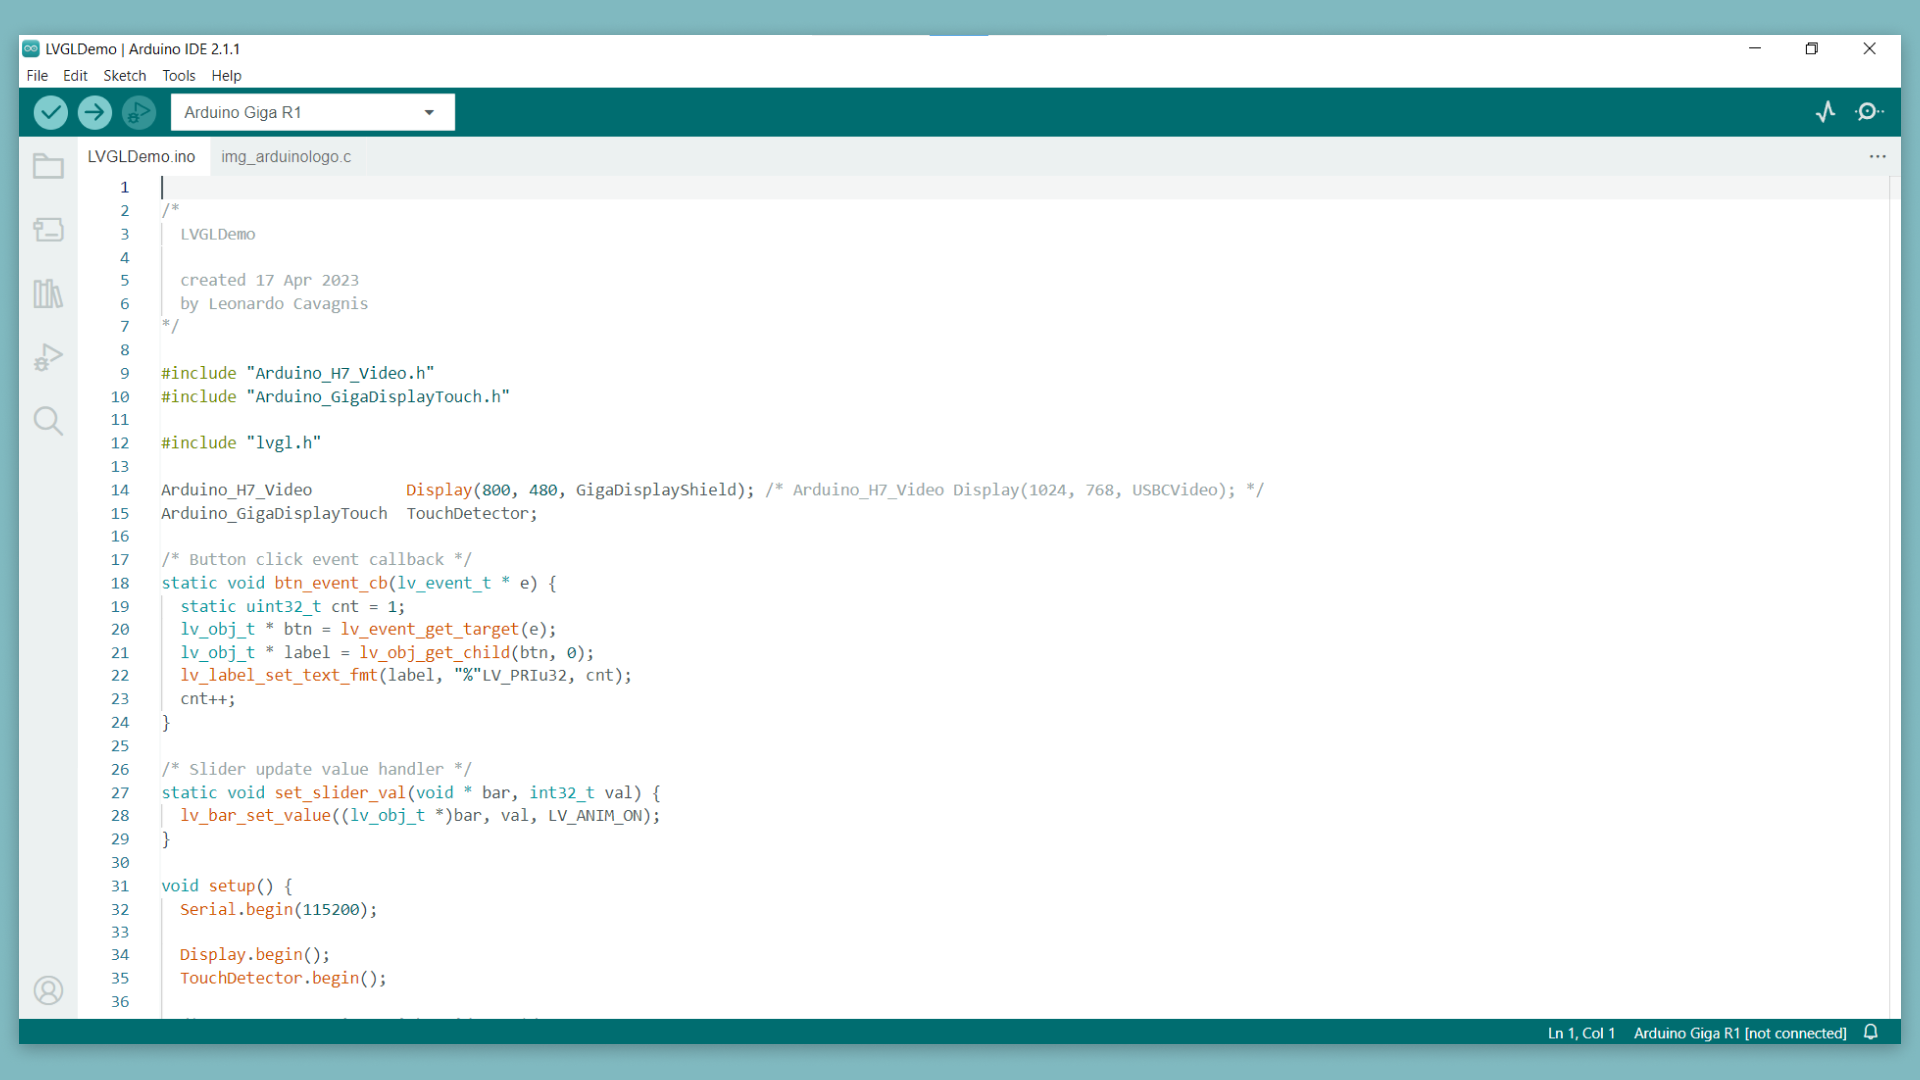 LVGLDemo | Arduino IDE 2.1.1
File Edit Sketch Tools Help
Arduino Giga R1
LVGLDemo.ino img_arduinologo.c
1
2 /*
3 LVGLDemo
4
5 created 17 Apr 2023
6 by Leonardo Cavagnis
7 */
8
9 #include "Arduino_H7_Video.h"
10 #include "Arduino_GigaDisplayTouch.h"
11
12 #include "lvgl.h"
13
14 Arduino_H7_Video Display(800, 480, GigaDisplayShield); /* Arduino_H7_Video Display(1024, 768, USBCVideo); */
15 Arduino_GigaDisplayTouch TouchDetector;
16
17 /* Button click event callback */
18 static void btn_event_cb(lv_event_t * e) {
19 static uint32_t cnt = 1;
20 lv_obj_t * btn = lv_event_get_target(e);
21 lv_obj_t * label = lv_obj_get_child(btn, 0);
22 lv_label_set_text_fmt(label, "%"LV_PRIu32, cnt);
23 cnt++;
24 }
25
26 /* Slider update value handler */
27 static void set_slider_val(void * bar, int32_t val) {
28 lv_bar_set_value((lv_obj_t *)bar, val, LV_ANIM_ON);
29 }
30
31 void setup() {
32 Serial.begin(115200);
33
34 Display.begin();
35 TouchDetector.begin();
36
Ln 1, Col 1 Arduino Giga R1 [not connected]